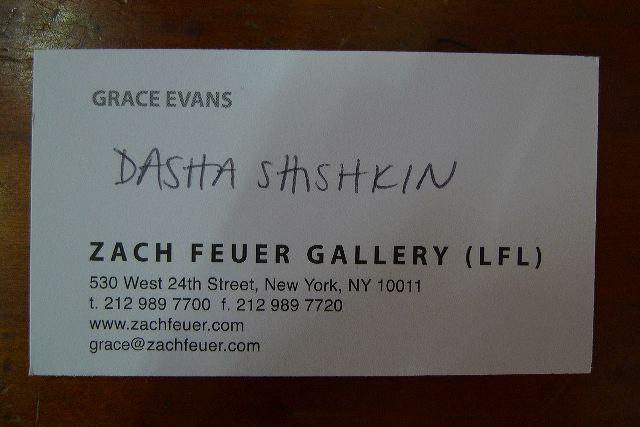 GRACE EVANS
DASHA SHISHKIN
ZACH FEUER GALLERY (LFL)
530 West 24th Street, New York, NY 10011
t. 212 989 7700 f. 212 989 7720
www.zachfeuer.com
grace@zachfeuer.com